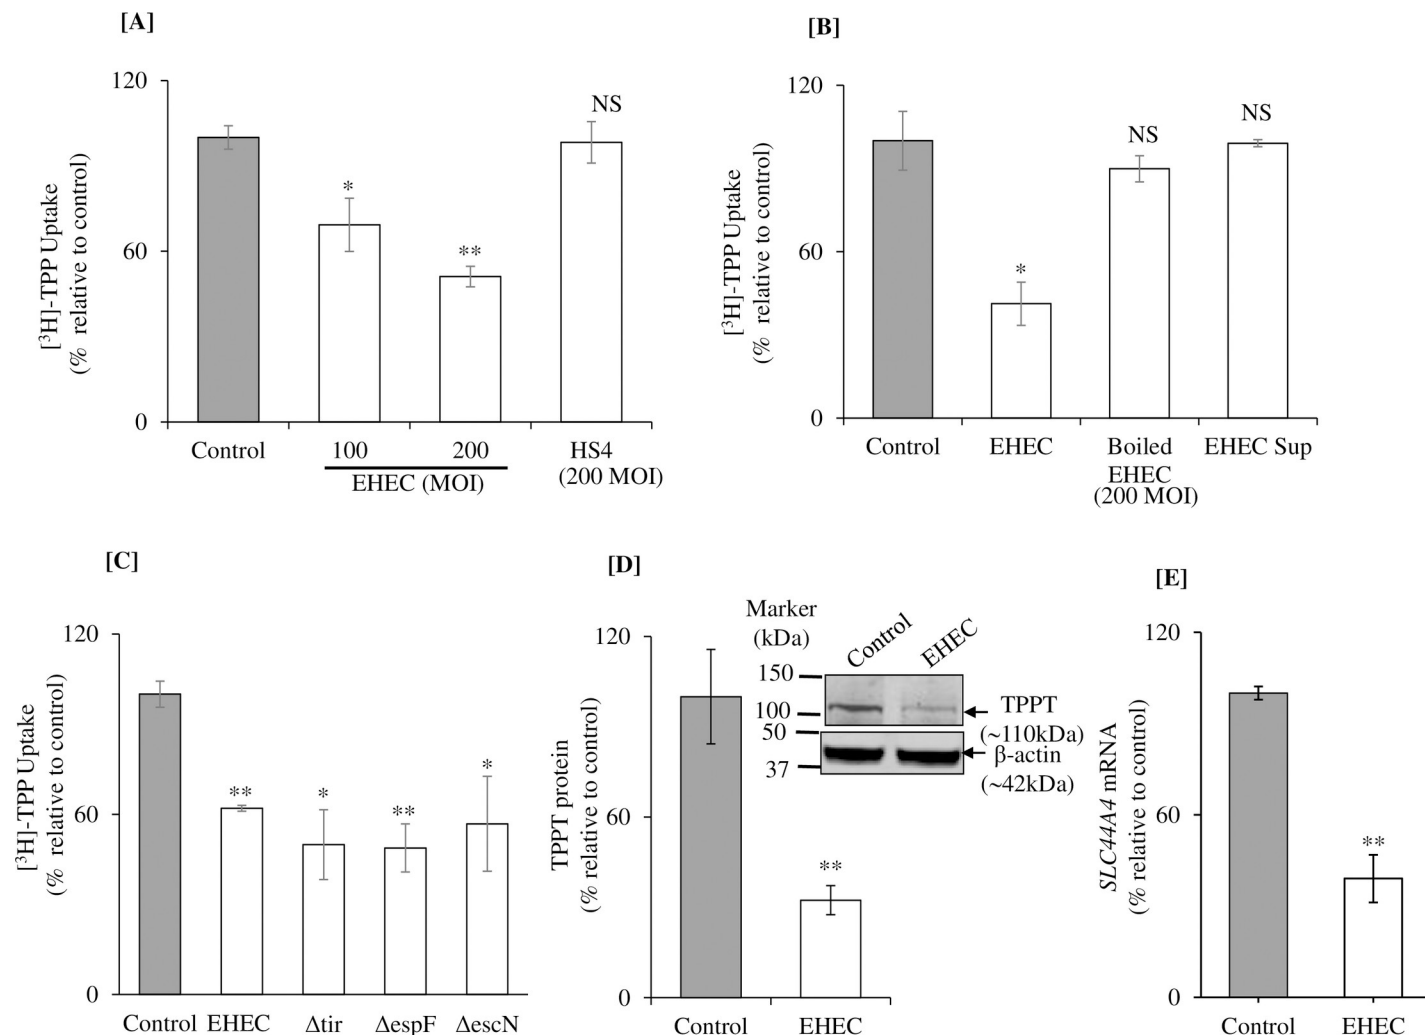 [A]
120
60
0
[³H]-TPP Uptake
(% relative to control)
*
**
NS
Control
100
200
HS4
EHEC (MOI)
(200 MOI)
[B]
120
60
0
[³H]-TPP Uptake
(% relative to control)
*
NS
NS
Control
EHEC
Boiled
EHEC
(200 MOI)
EHEC Sup
[C]
120
60
0
[³H]-TPP Uptake
(% relative to control)
**
*
**
*
Control
EHEC
Δtir
ΔespF
ΔescN
[D]
120
60
0
TPPT protein
(% relative to control)
Marker
(kDa)
Control
EHEC
150
100
50
37
TPPT
(~110kDa)
β-actin
(~42kDa)
**
Control
EHEC
[E]
120
60
0
SLC44A4 mRNA
(% relative to control)
**
Control
EHEC